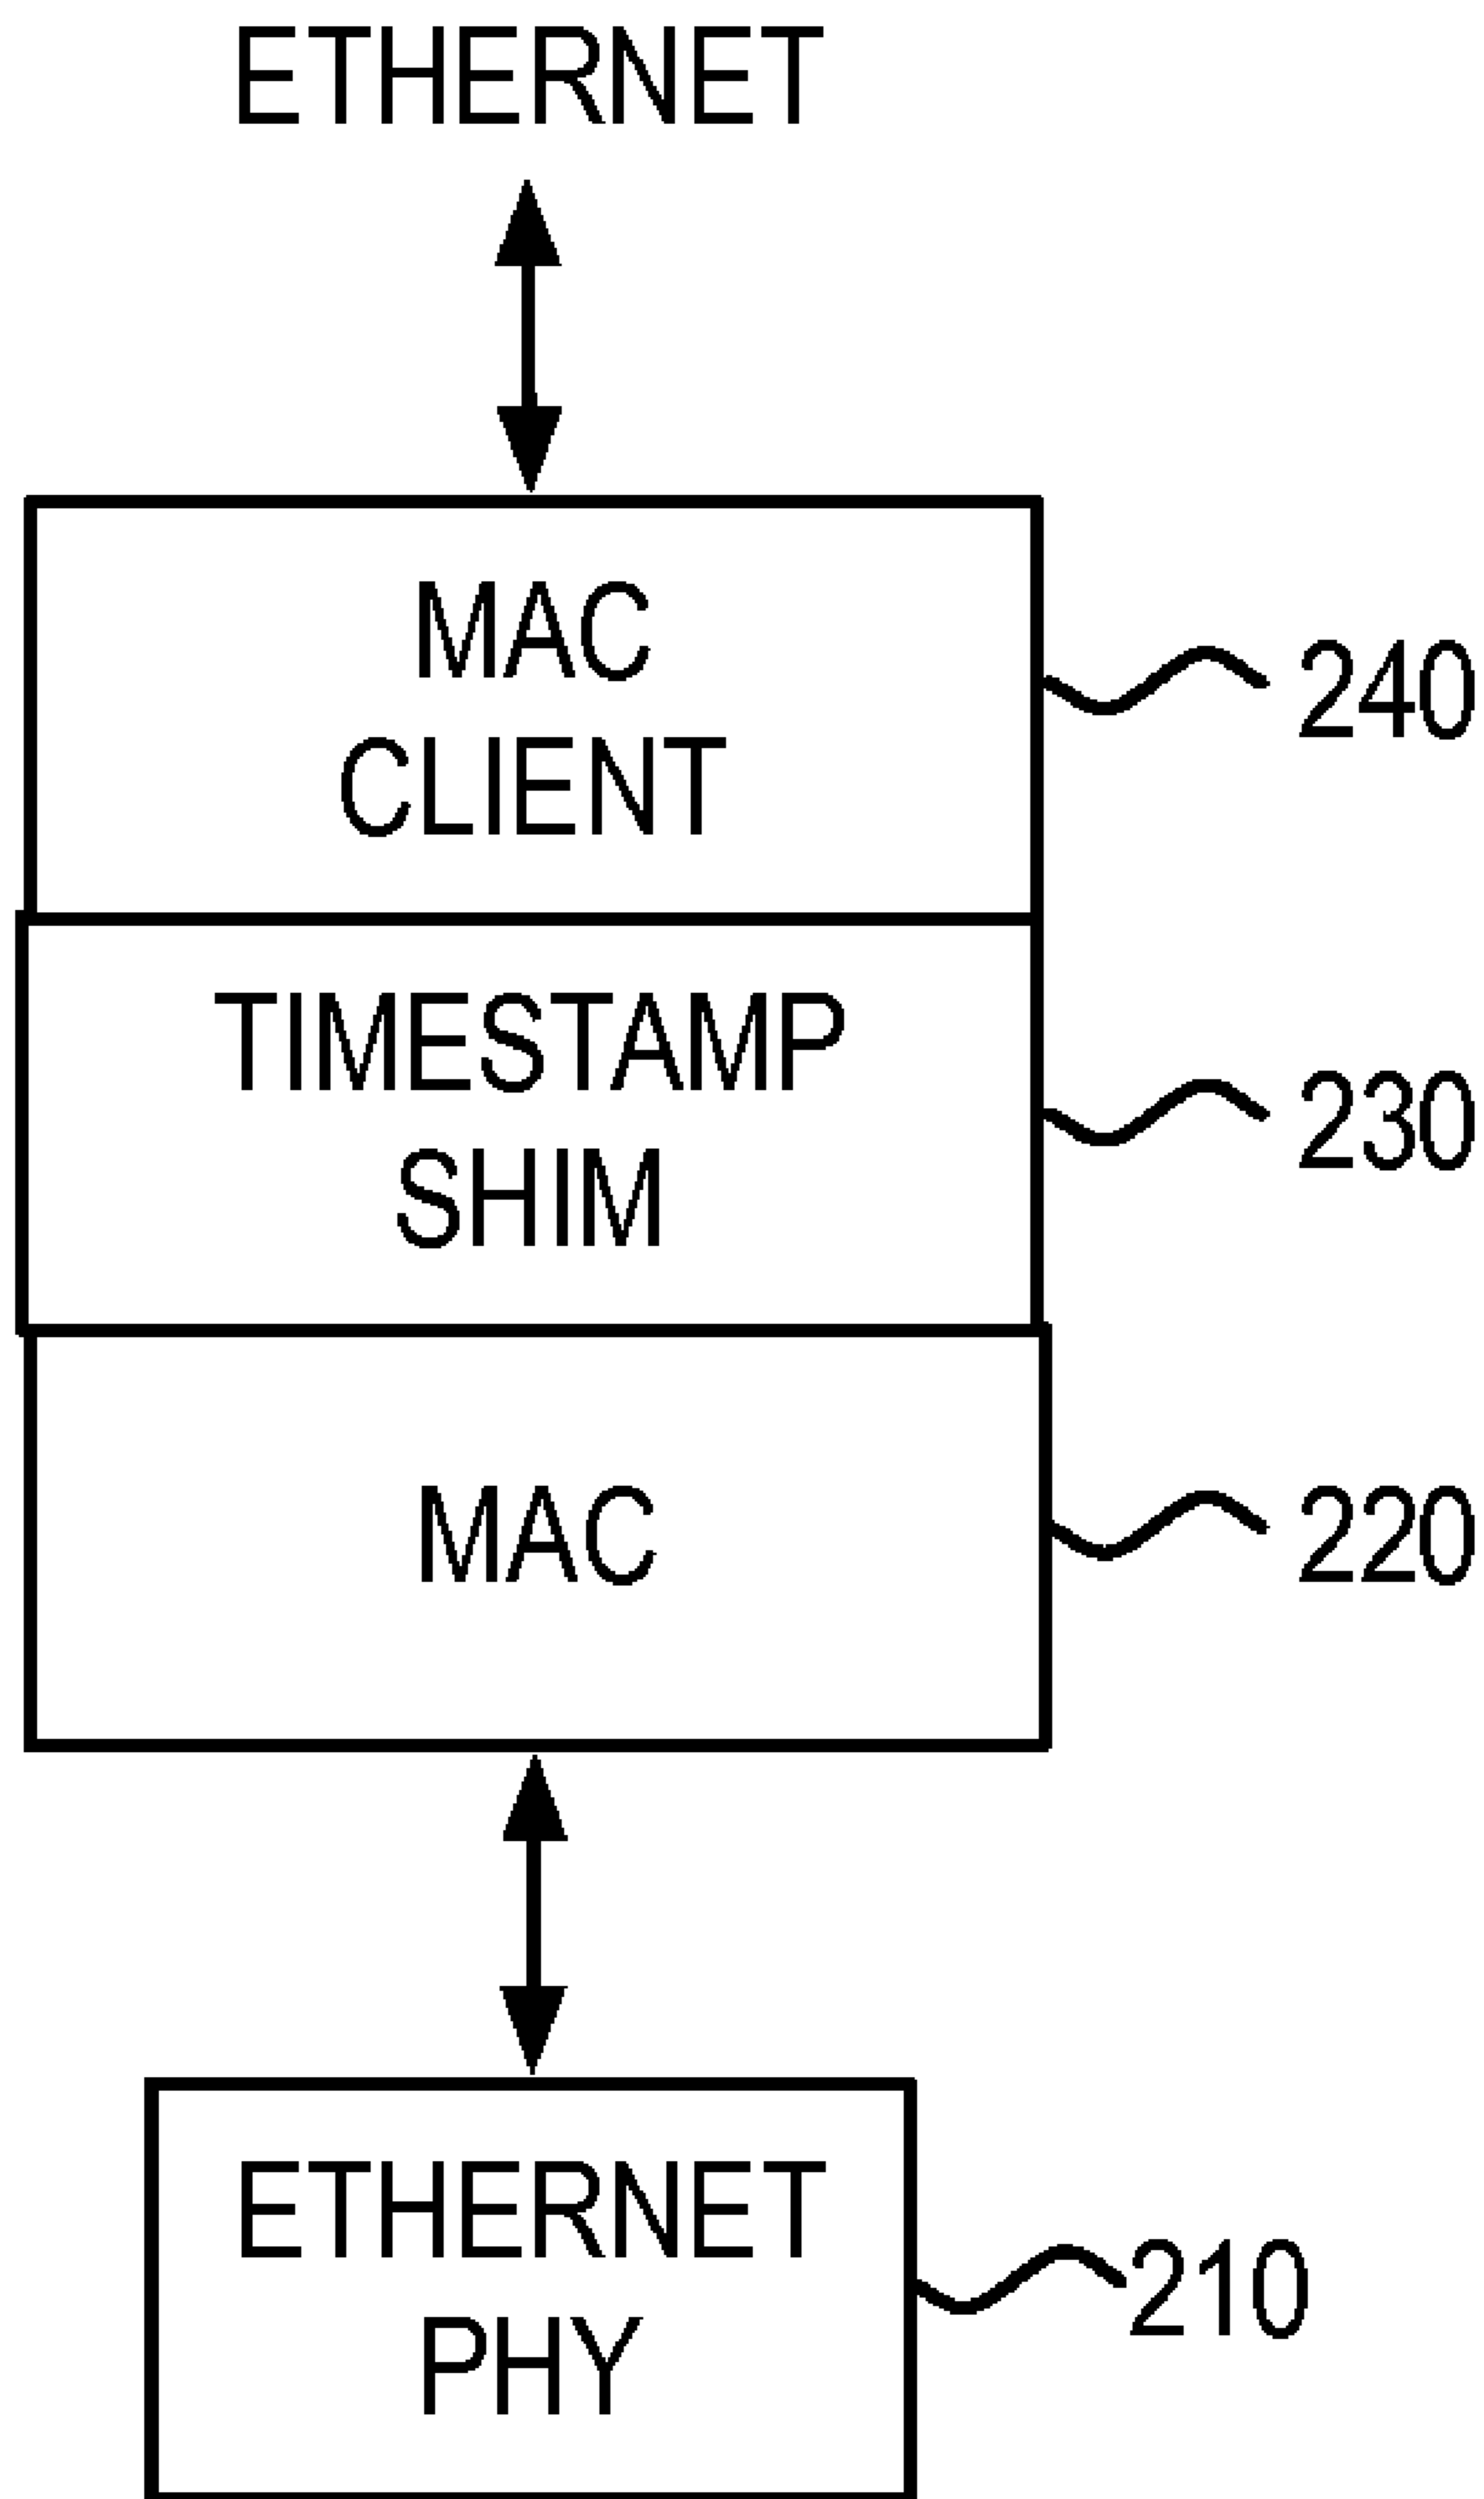 ETHERNET
MAC
CLIENT
240
TIMESTAMP
SHIM
230
MAC
220
ETHERNET
PHY
210